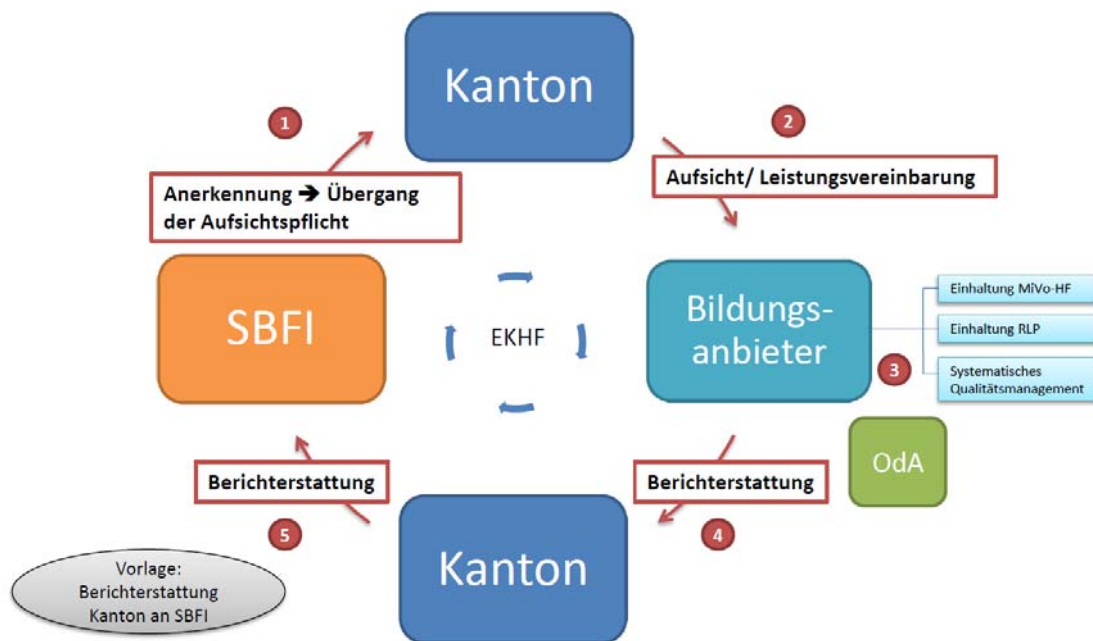 Kanton
1
2
Anerkennung ➔ Übergang
der Aufsichtspflicht
Aufsicht/ Leistungsvereinbarung
SBFI
EKHF
Bildungs-
anbieter
Einhaltung MiVo-HF
Einhaltung RLP
Systematisches
Qualitätsmanagement
3
OdA
Berichterstattung
Berichterstattung
5
4
Kanton
Vorlage:
Berichterstattung
Kanton an SBFI